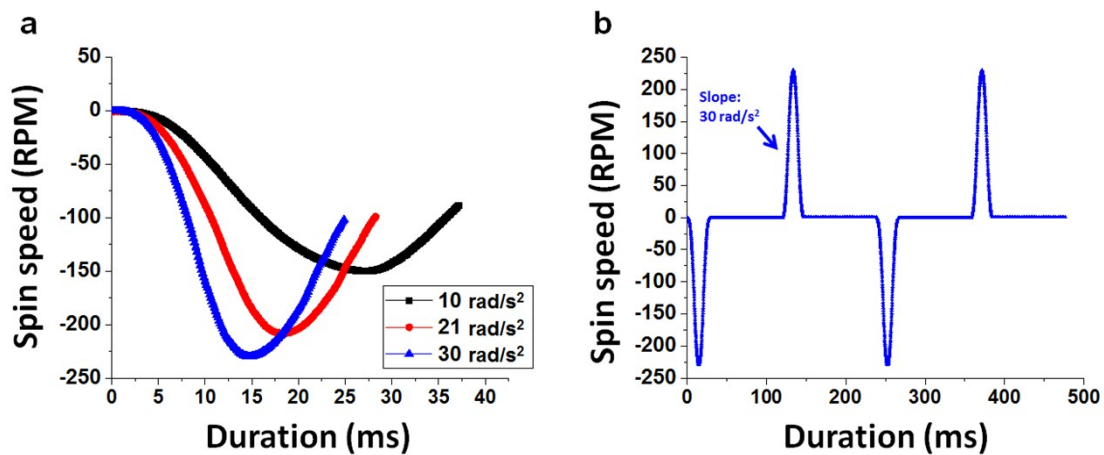 a
Spin speed (RPM)
50
0
-50
-100
-150
-200
-250
10 rad/s²
21 rad/s²
30 rad/s²
0 5 10 15 20 25 30 35 40
Duration (ms)
b
Spin speed (RPM)
250
200
150
100
50
0
-50
-100
-150
-200
-250
Slope:
30 rad/s²
0 100 200 300 400 500
Duration (ms)